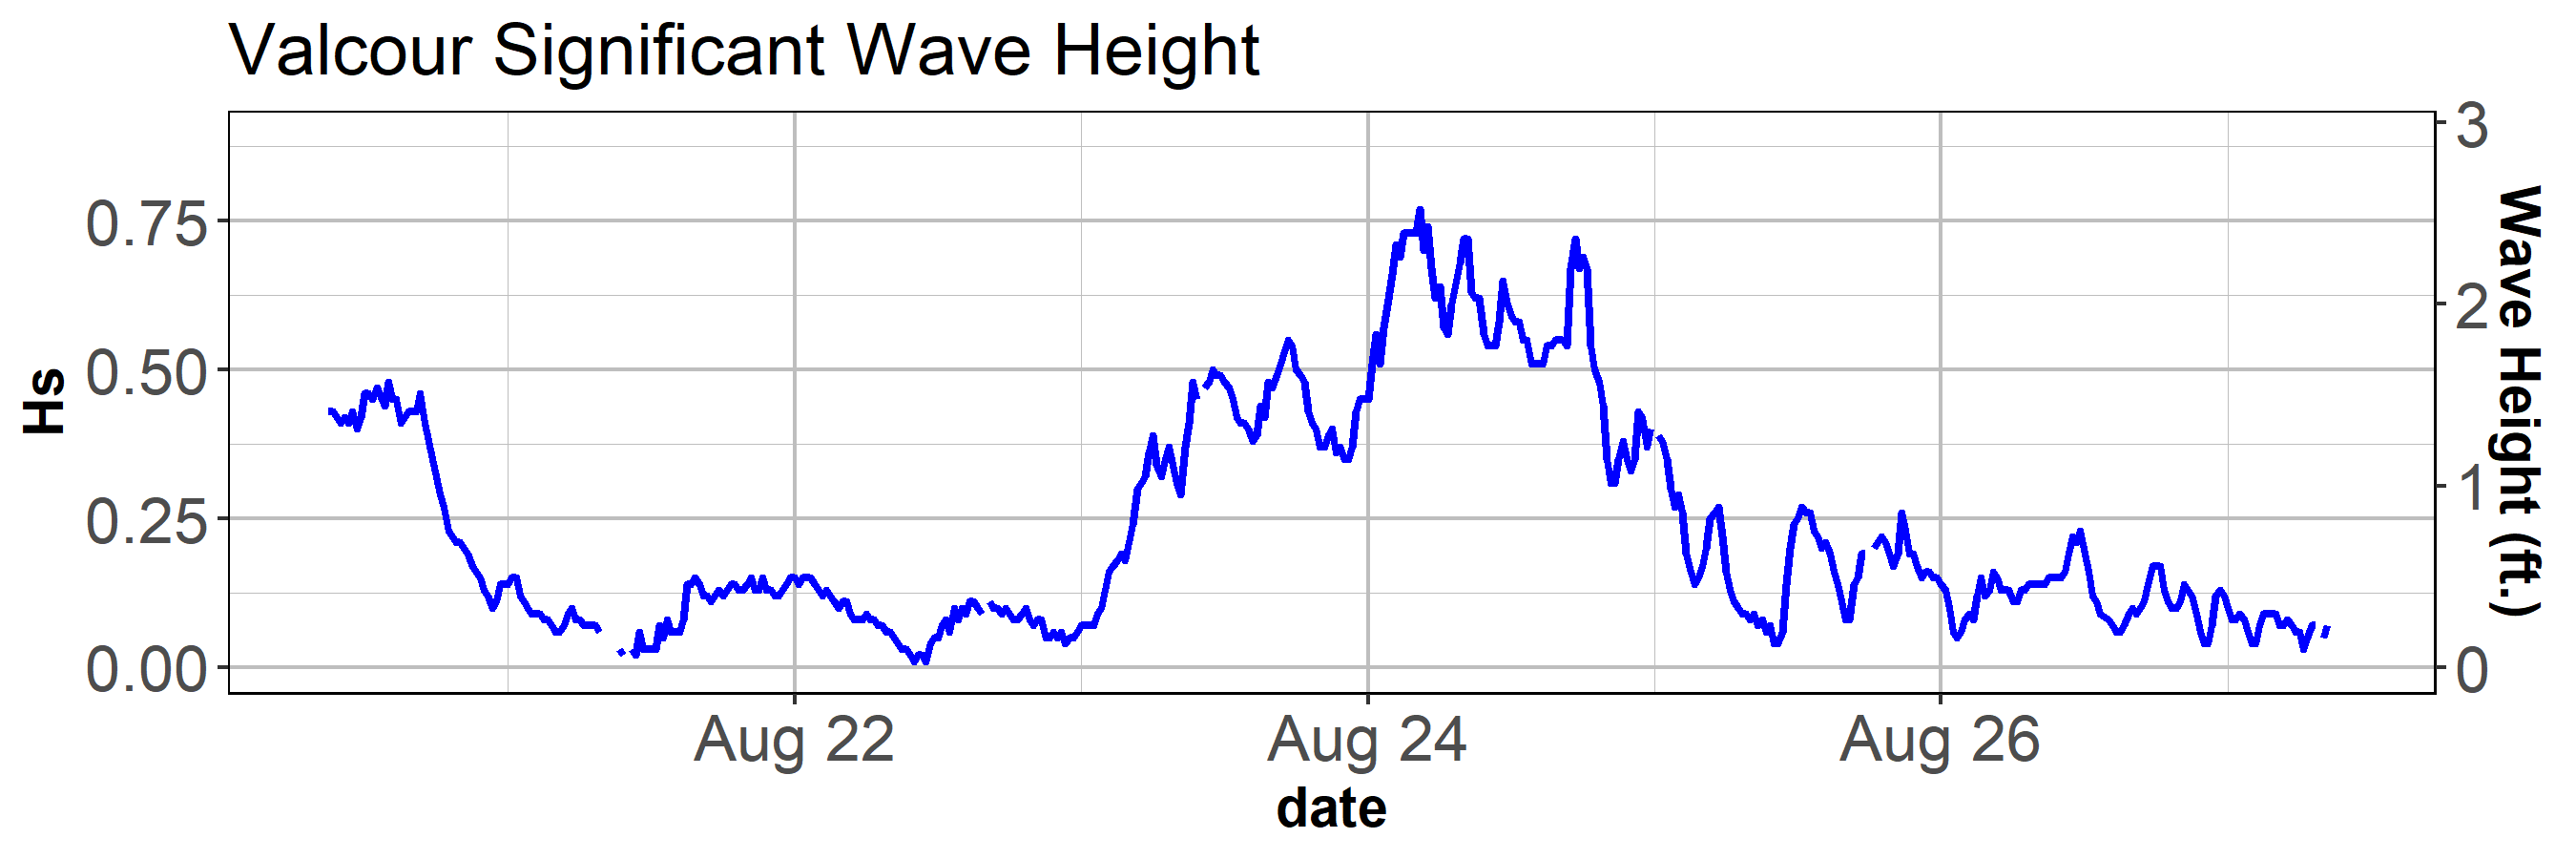 Valcour Significant Wave Height
Hs
0.75
0.50
0.25
0.00
3
2
1
0
Wave Height (ft.)
Aug 22
Aug 24
Aug 26
date